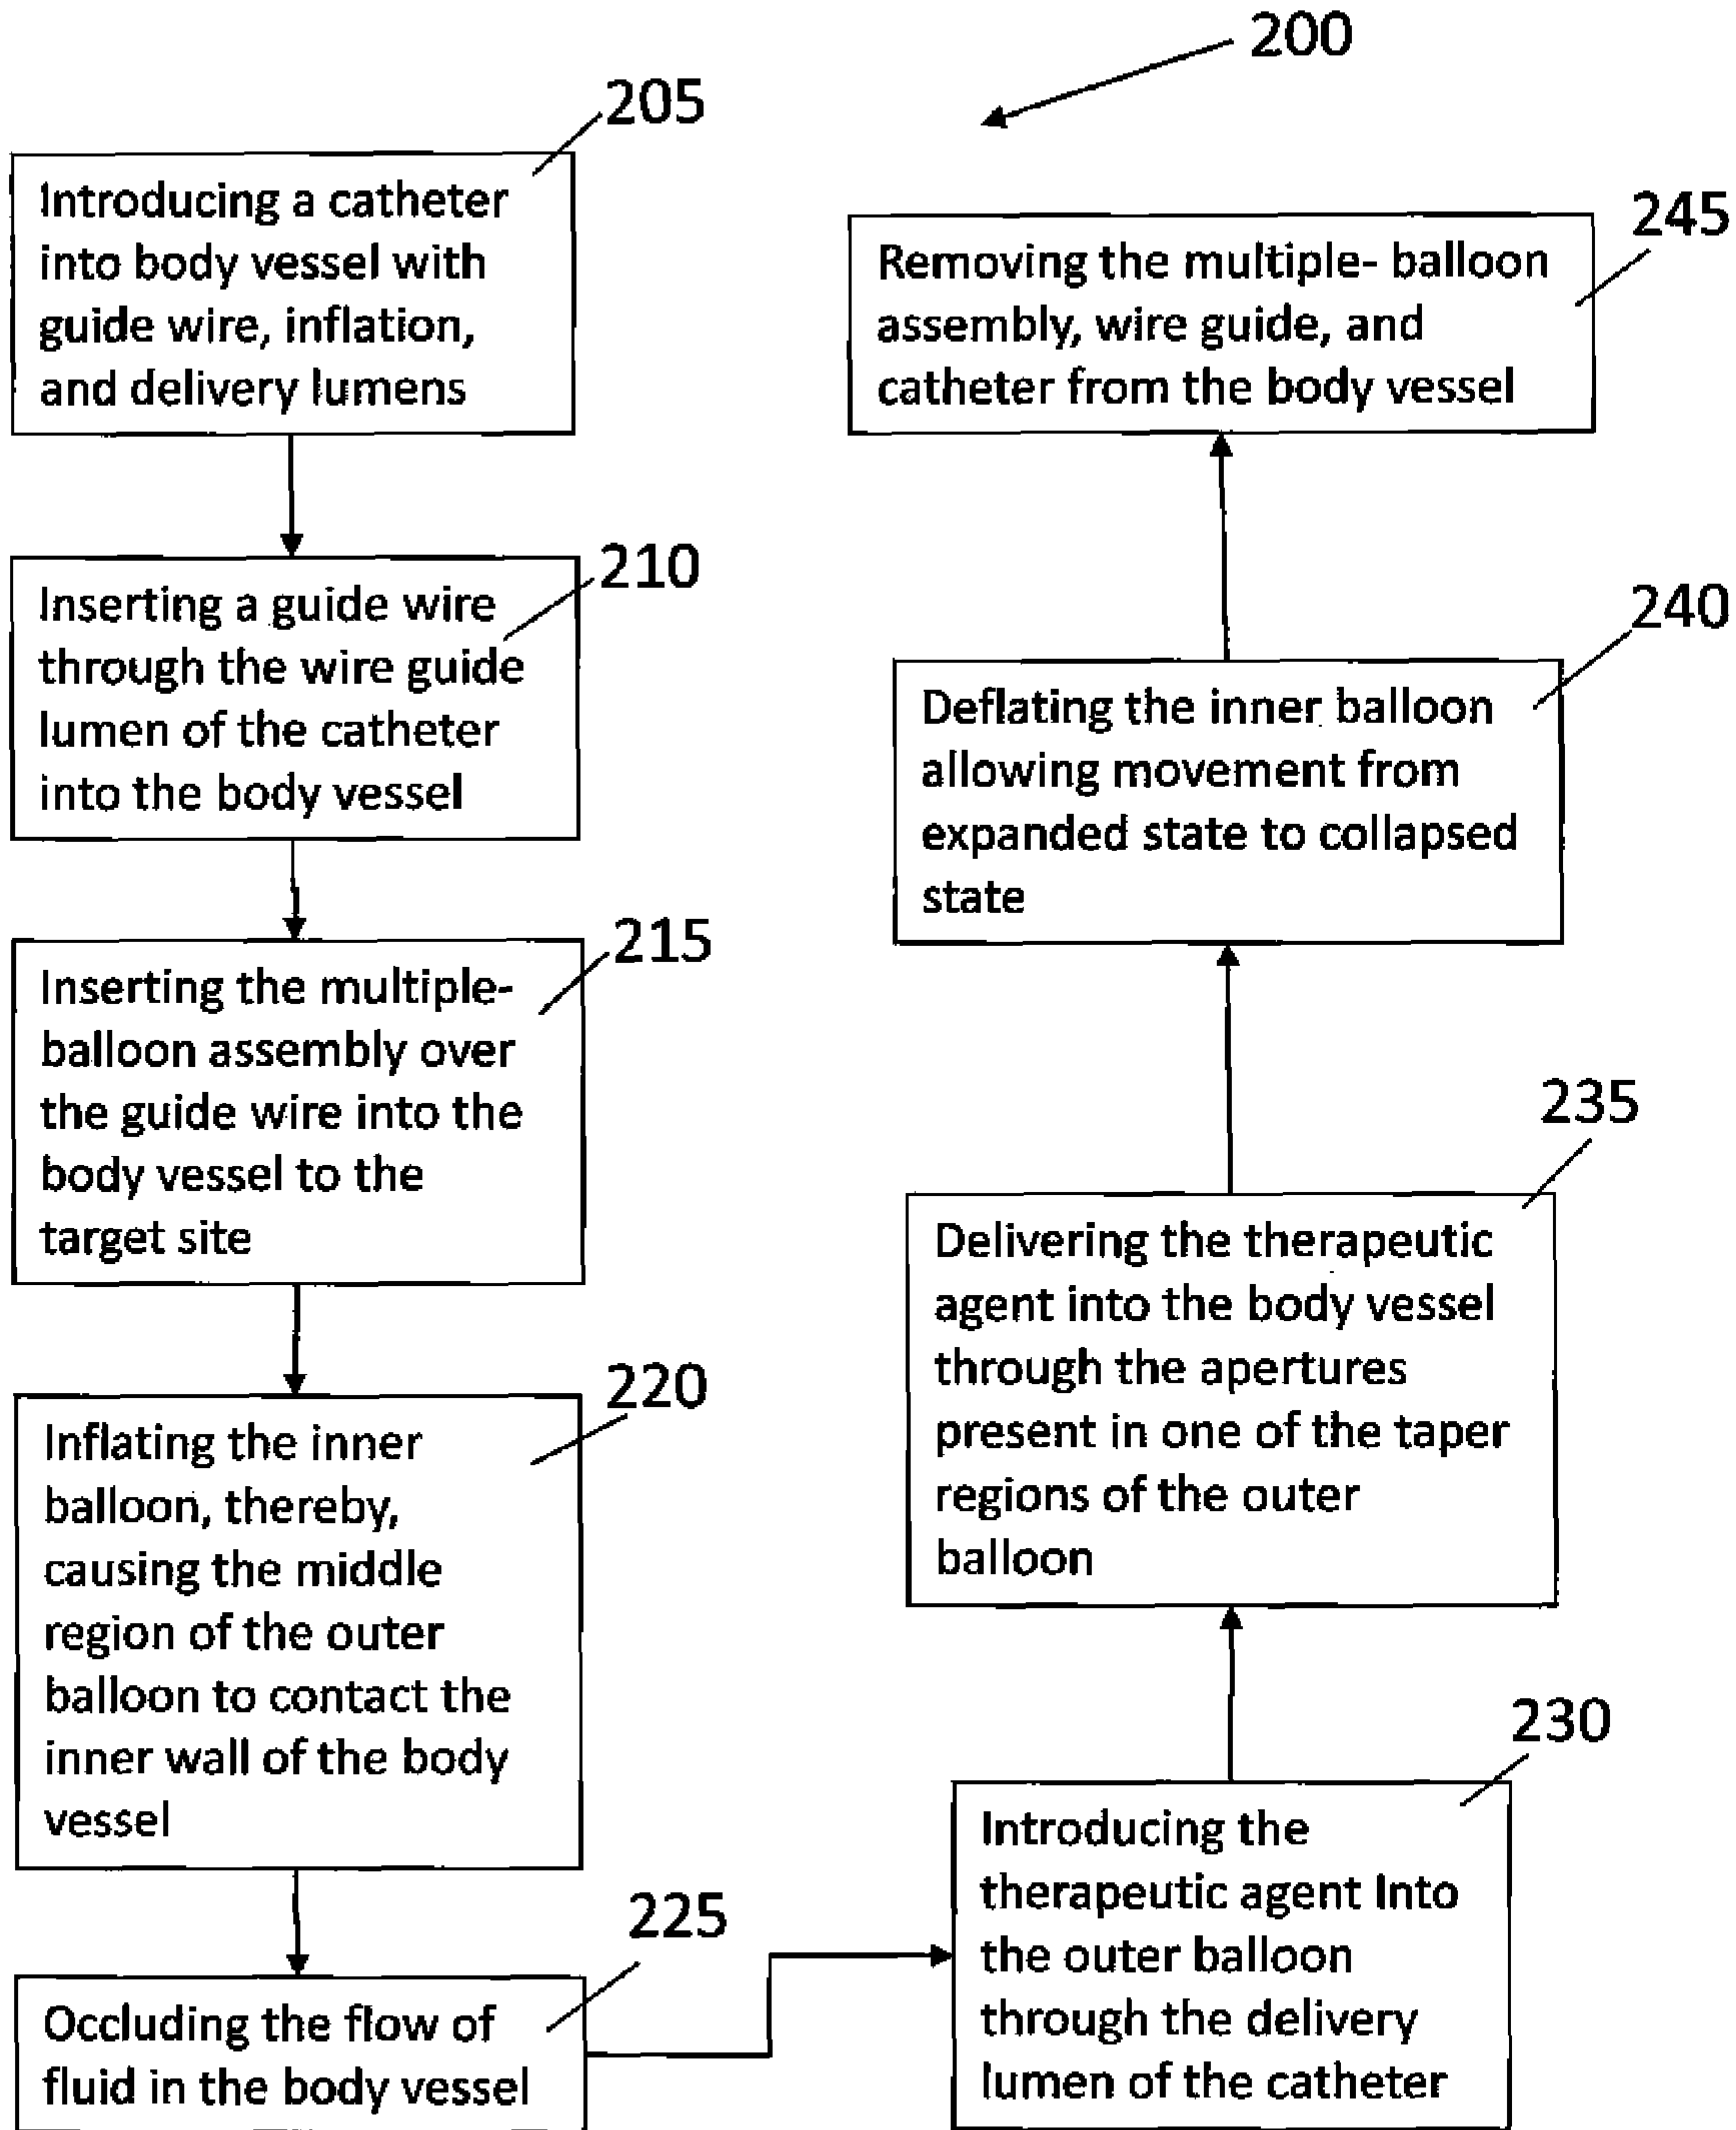 200
205
Introducing a catheter
into body vessel with
guide wire, inflation,
and delivery lumens
210
Inserting a guide wire
through the wire guide
lumen of the catheter
into the body vessel
215
Inserting the multiple-
balloon assembly over
the guide wire into the
body vessel to the
target site
220
Inflating the inner
balloon, thereby,
causing the middle
region of the outer
balloon to contact the
inner wall of the body
vessel
225
Occluding the flow of
fluid in the body vessel
230
Introducing the
therapeutic agent Into
the outer balloon
through the delivery
lumen of the catheter
235
Delivering the therapeutic
agent into the body vessel
through the apertures
present in one of the taper
regions of the outer
balloon
240
Deflating the inner balloon
allowing movement from
expanded state to collapsed
state
245
Removing the multiple- balloon
assembly, wire guide, and
catheter from the body vessel